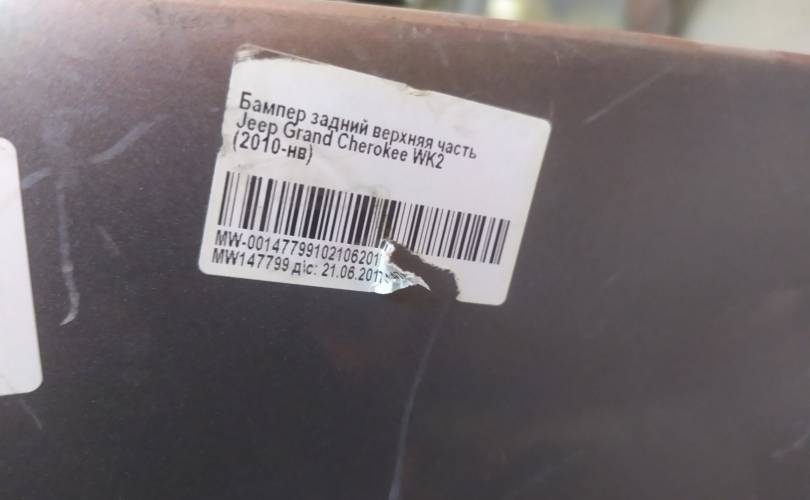 Бампер задний верхняя часть
Jeep Grand Cherokee WK2
(2010-нв)
MW-00147799102106201
MW147799 діс: 21.06.201